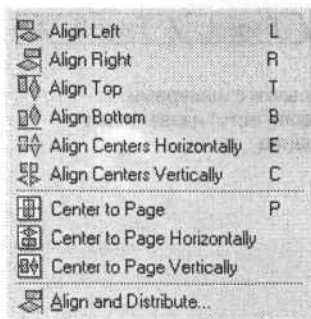 Align Left L
Align Right R
Align Top T
Align Bottom B
Align Centers Horizontally E
Align Centers Vertically C
Center to Page P
Center to Page Horizontally
Center to Page Vertically
Align and Distribute...